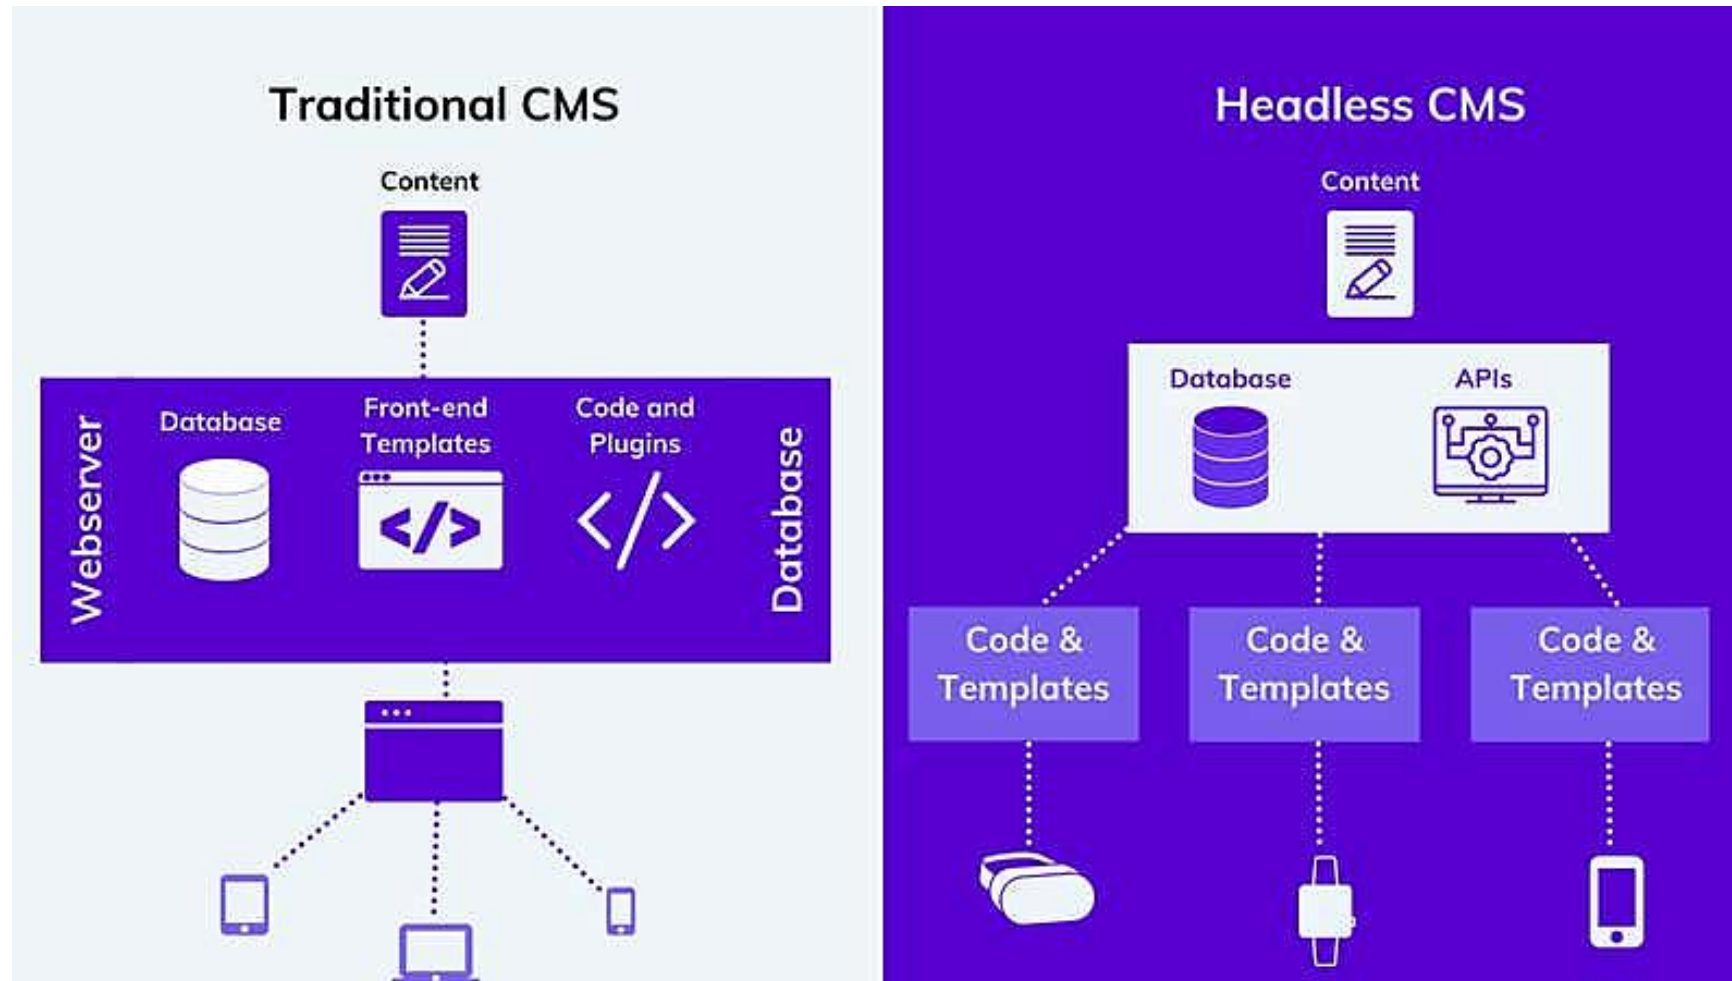 Traditional CMS
Content
Webserver
Database
Front-end
Templates
Code and
Plugins
Database
Headless CMS
Content
Database
APIs
Code &
Templates
Code &
Templates
Code &
Templates